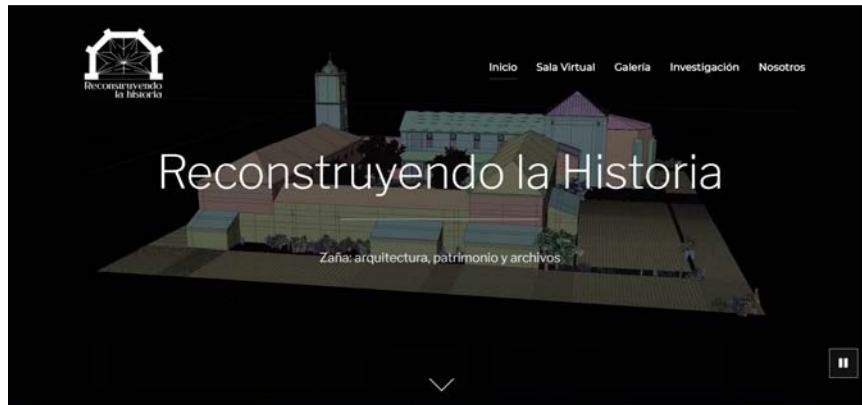 Reconstruyendo
la historia
Inicio Sala Virtual Galería Investigación Nosotros
Reconstruyendo la Historia
Zaña: arquitectura, patrimonio y archivos